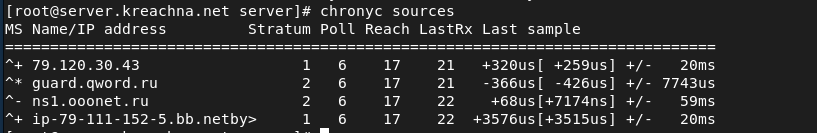 [root@server.kreachna.net server]# chronyc sources
MS Name/IP address         Stratum Poll Reach LastRx Last sample
===============================================================================
^+ 79.120.30.43                  1   6    17    21   +320us[ +259us] +/-   20ms
^* guard.qword.ru                2   6    17    21   -366us[ -426us] +/- 7743us
^- ns1.ooonet.ru                 2   6    17    22    +68us[+7174ns] +/-   59ms
^+ ip-79-111-152-5.bb.netby>     1   6    17    22  +3576us[+3515us] +/-   20ms